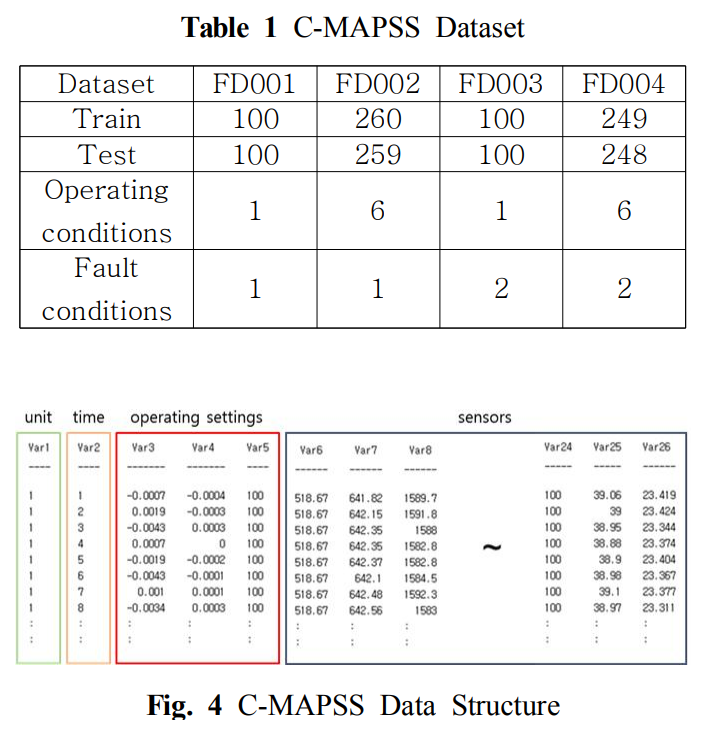 Table 1 C-MAPSS Dataset
Dataset FD001 FD002 FD003 FD004
Train 100 260 100 249
Test 100 259 100 248
Operating
conditions 1 6 1 6
Fault
conditions 1 1 2 2
unit time operating settings sensors
Var1 Var2 Var3 Var4 Var5 Var6 Var7 Var8 Var24 Var25 Var26
---- ---- ------- ------- ---- ------ ------ ------ ----- ----- ------
1 1 -0.0007 -0.0004 100 518.67 641.82 1589.7 100 39.06 23.419
1 2 0.0019 -0.0003 100 518.67 642.15 1591.8 100 39 23.424
1 3 -0.0043 0.0003 100 518.67 642.35 1588 100 38.95 23.344
1 4 0.0007 0 100 518.67 642.35 1582.8 ~ 100 38.88 23.374
1 5 -0.0019 -0.0002 100 518.67 642.37 1582.8 100 38.9 23.404
1 6 -0.0043 -0.0001 100 518.67 642.1 1584.5 100 38.98 23.367
1 7 0.001 0.0001 100 518.67 642.48 1592.3 100 39.1 23.377
1 8 -0.0034 0.0003 100 518.67 642.56 1583 100 38.97 23.311
: : : : : : : : : : :
: : : : : : : : : : :
Fig. 4 C-MAPSS Data Structure